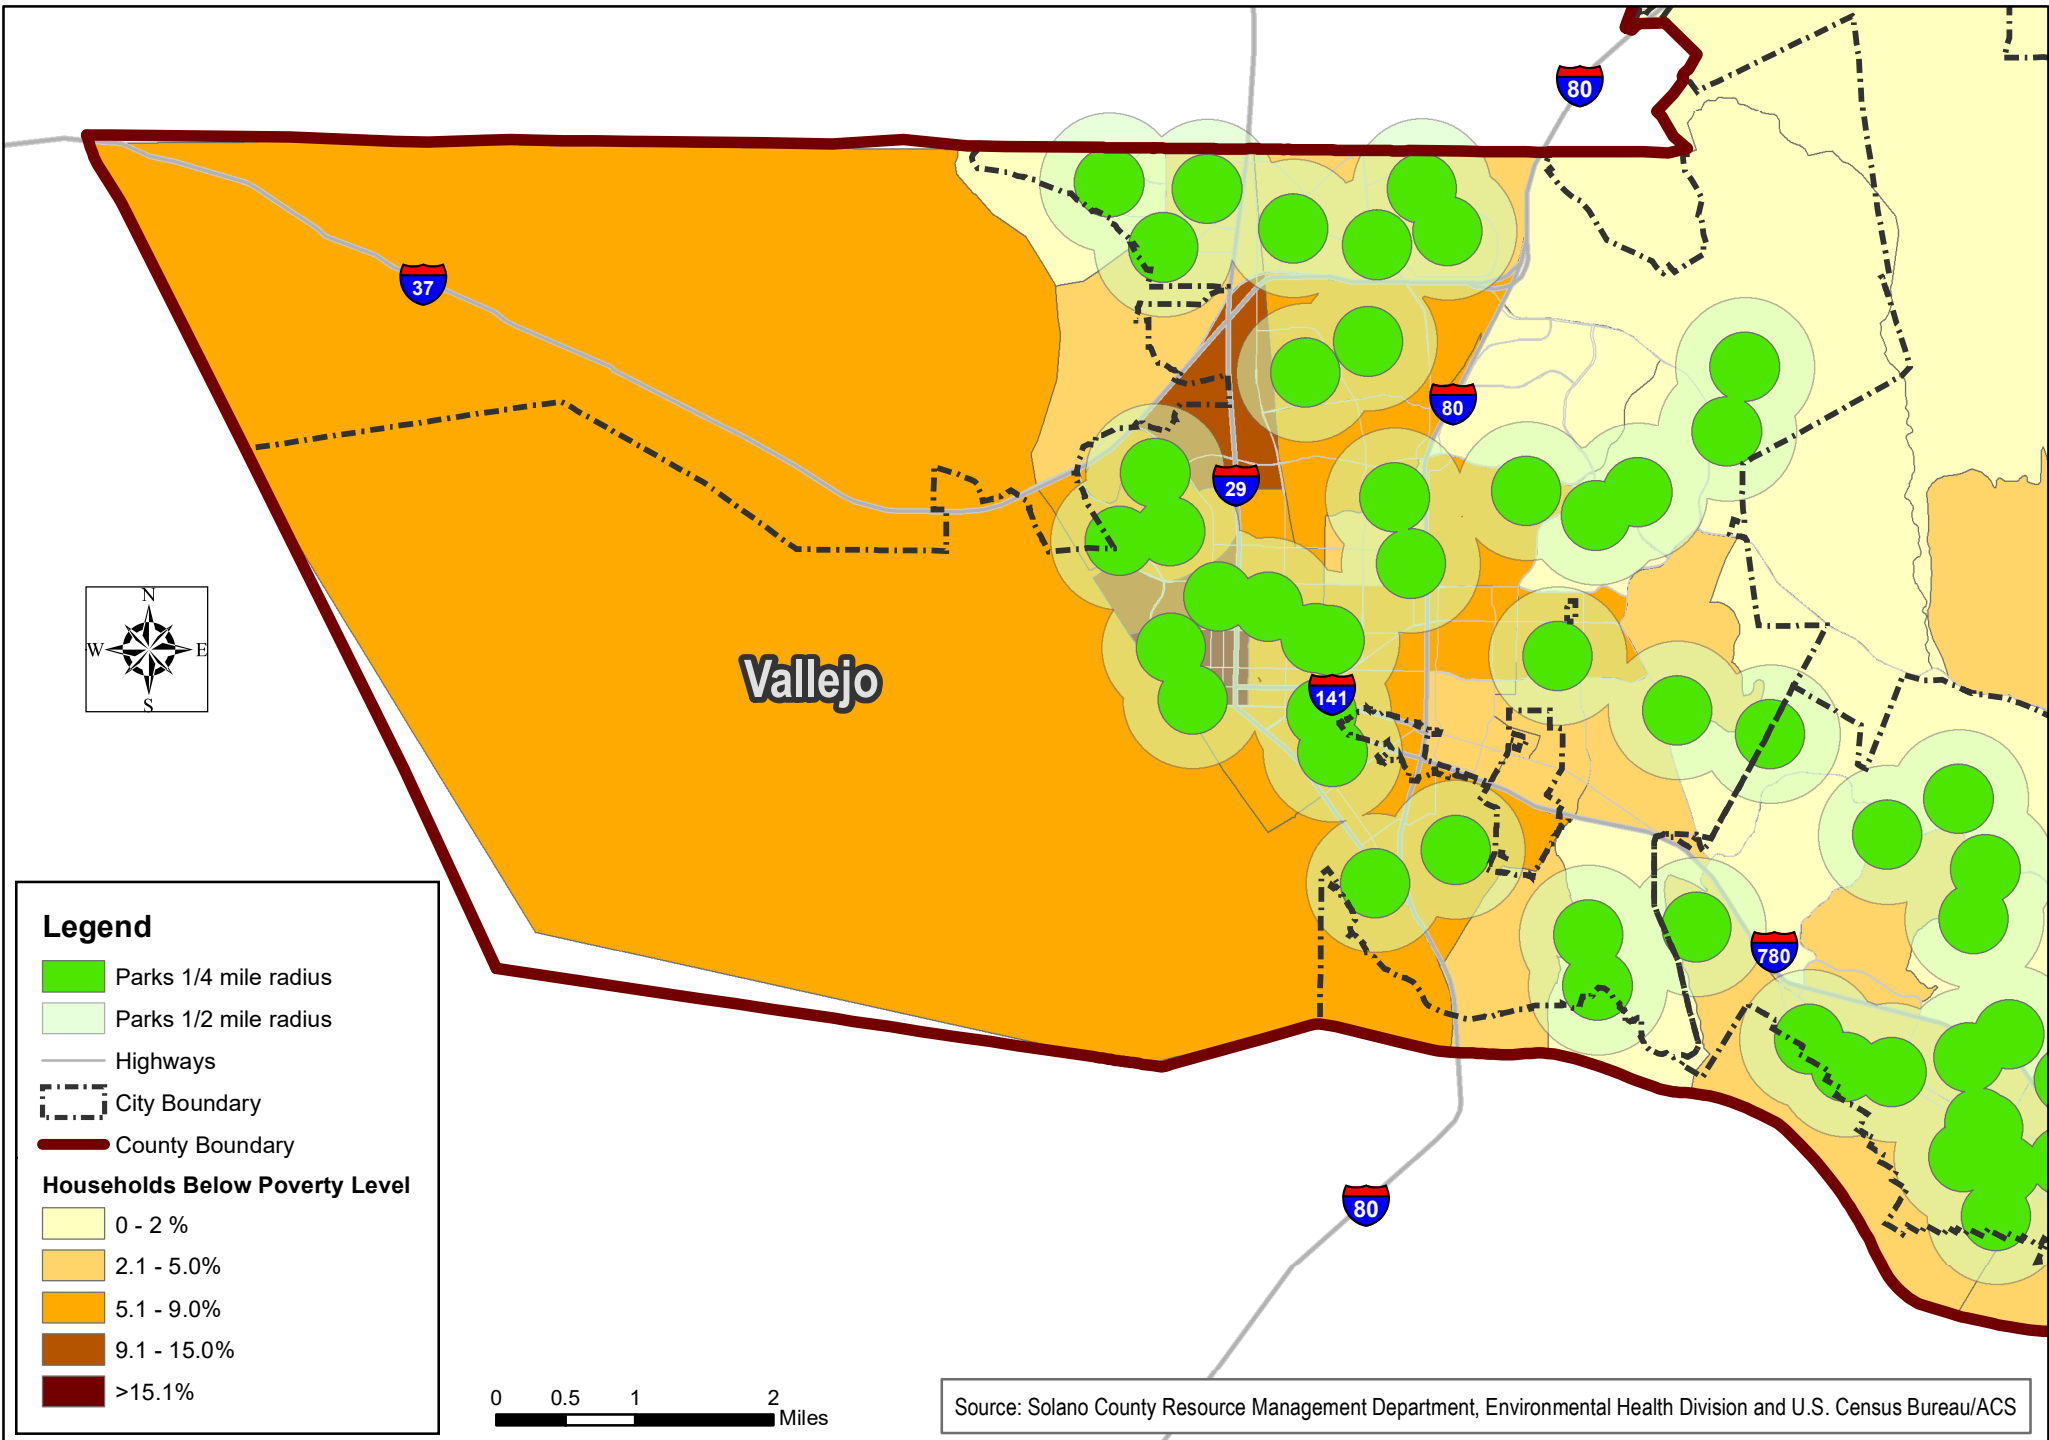 80
37
80
29
N
W E
S
Vallejo
141
780
80
Legend
Parks 1/4 mile radius
Parks 1/2 mile radius
Highways
City Boundary
County Boundary
Households Below Poverty Level
0 - 2 %
2.1 - 5.0%
5.1 - 9.0%
9.1 - 15.0%
>15.1%
0 0.5 1 2
Miles
Source: Solano County Resource Management Department, Environmental Health Division and U.S. Census Bureau/ACS